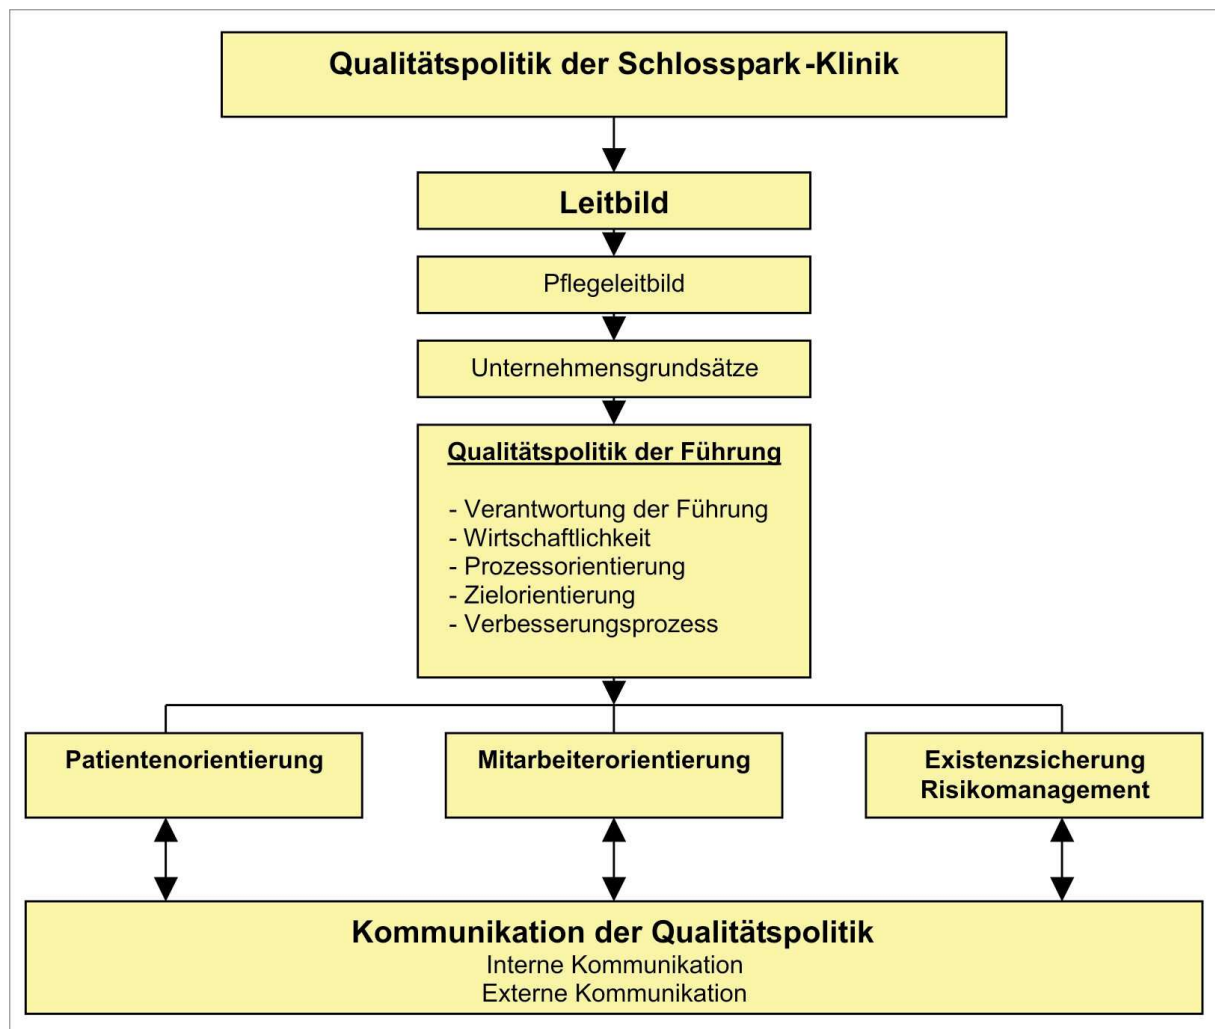 Qualitätspolitik der Schlosspark-Klinik
Leitbild
Pflegeleitbild
Unternehmensgrundsätze
Qualitätspolitik der Führung
- Verantwortung der Führung
- Wirtschaftlichkeit
- Prozessorientierung
- Zielorientierung
- Verbesserungsprozess
Patientenorientierung
Mitarbeiterorientierung
Existenzsicherung
Risikomanagement
Kommunikation der Qualitätspolitik
Interne Kommunikation
Externe Kommunikation